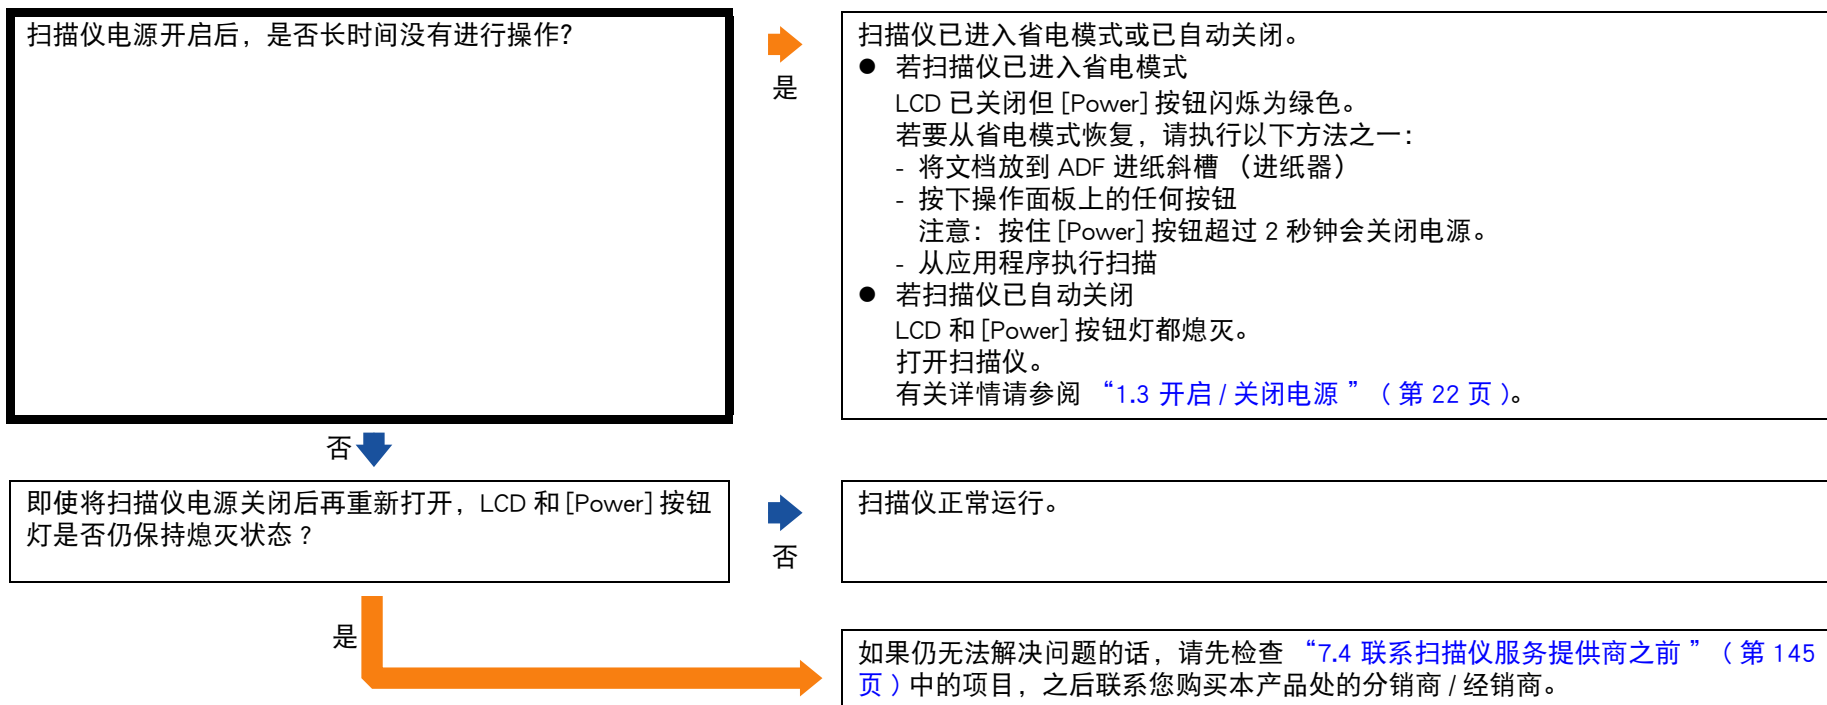 扫描仪电源开启后，是否长时间没有进行操作？
是
扫描仪已进入省电模式或已自动关闭。
● 若扫描仪已进入省电模式
LCD 已关闭但 [Power] 按钮闪烁为绿色。
若要从省电模式恢复，请执行以下方法之一：
- 将文档放到 ADF 进纸斜槽 （进纸器）
- 按下操作面板上的任何按钮
注意：按住 [Power] 按钮超过 2 秒钟会关闭电源。
- 从应用程序执行扫描
● 若扫描仪已自动关闭
LCD 和 [Power] 按钮灯都熄灭。
打开扫描仪。
有关详情请参阅 “1.3 开启 / 关闭电源 ” ( 第 22 页 )。
否
即使将扫描仪电源关闭后再重新打开，LCD 和 [Power] 按钮
灯是否仍保持熄灭状态 ?
否
扫描仪正常运行。
是
如果仍无法解决问题的话，请先检查 “7.4 联系扫描仪服务提供商之前 ” ( 第 145
页 ) 中的项目，之后联系您购买本产品处的分销商 / 经销商。